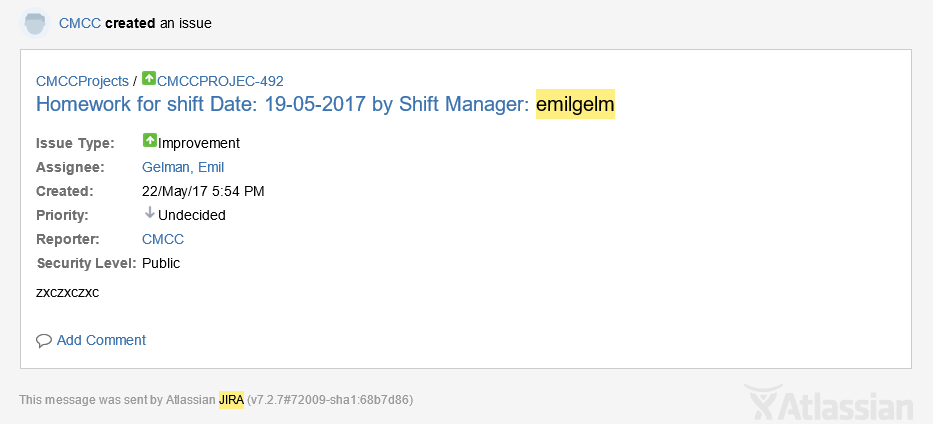 CMCC created an issue
CMCCProjects / CMCCPROJEC-492
Homework for shift Date: 19-05-2017 by Shift Manager: emilgelm
Issue Type: Improvement
Assignee: Gelman, Emil
Created: 22/May/17 5:54 PM
Priority: Undecided
Reporter: CMCC
Security Level: Public
zxczxczxc
Add Comment
This message was sent by Atlassian JIRA (v7.2.7#72009-sha1:68b7d86)
Atlassian